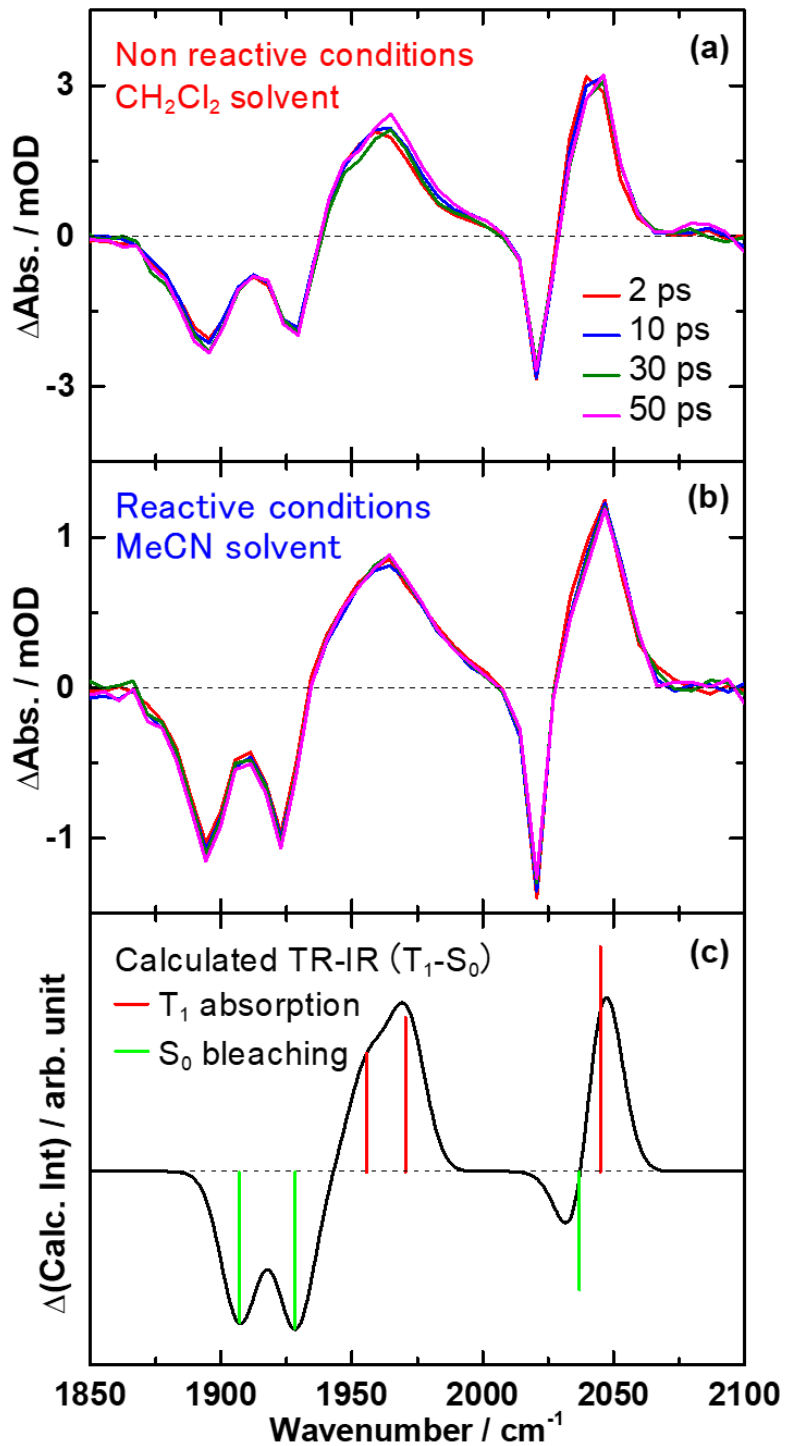 (a)
Non reactive conditions
CH₂Cl₂ solvent
3
0
-3
ΔAbs. / mOD
2 ps
10 ps
30 ps
50 ps
(b)
Reactive conditions
MeCN solvent
1
0
-1
ΔAbs. / mOD
(c)
Calculated TR-IR (T₁-S₀)
T₁ absorption
S₀ bleaching
Δ(Calc. Int) / arb. unit
1850 1900 1950 2000 2050 2100
Wavenumber / cm⁻¹